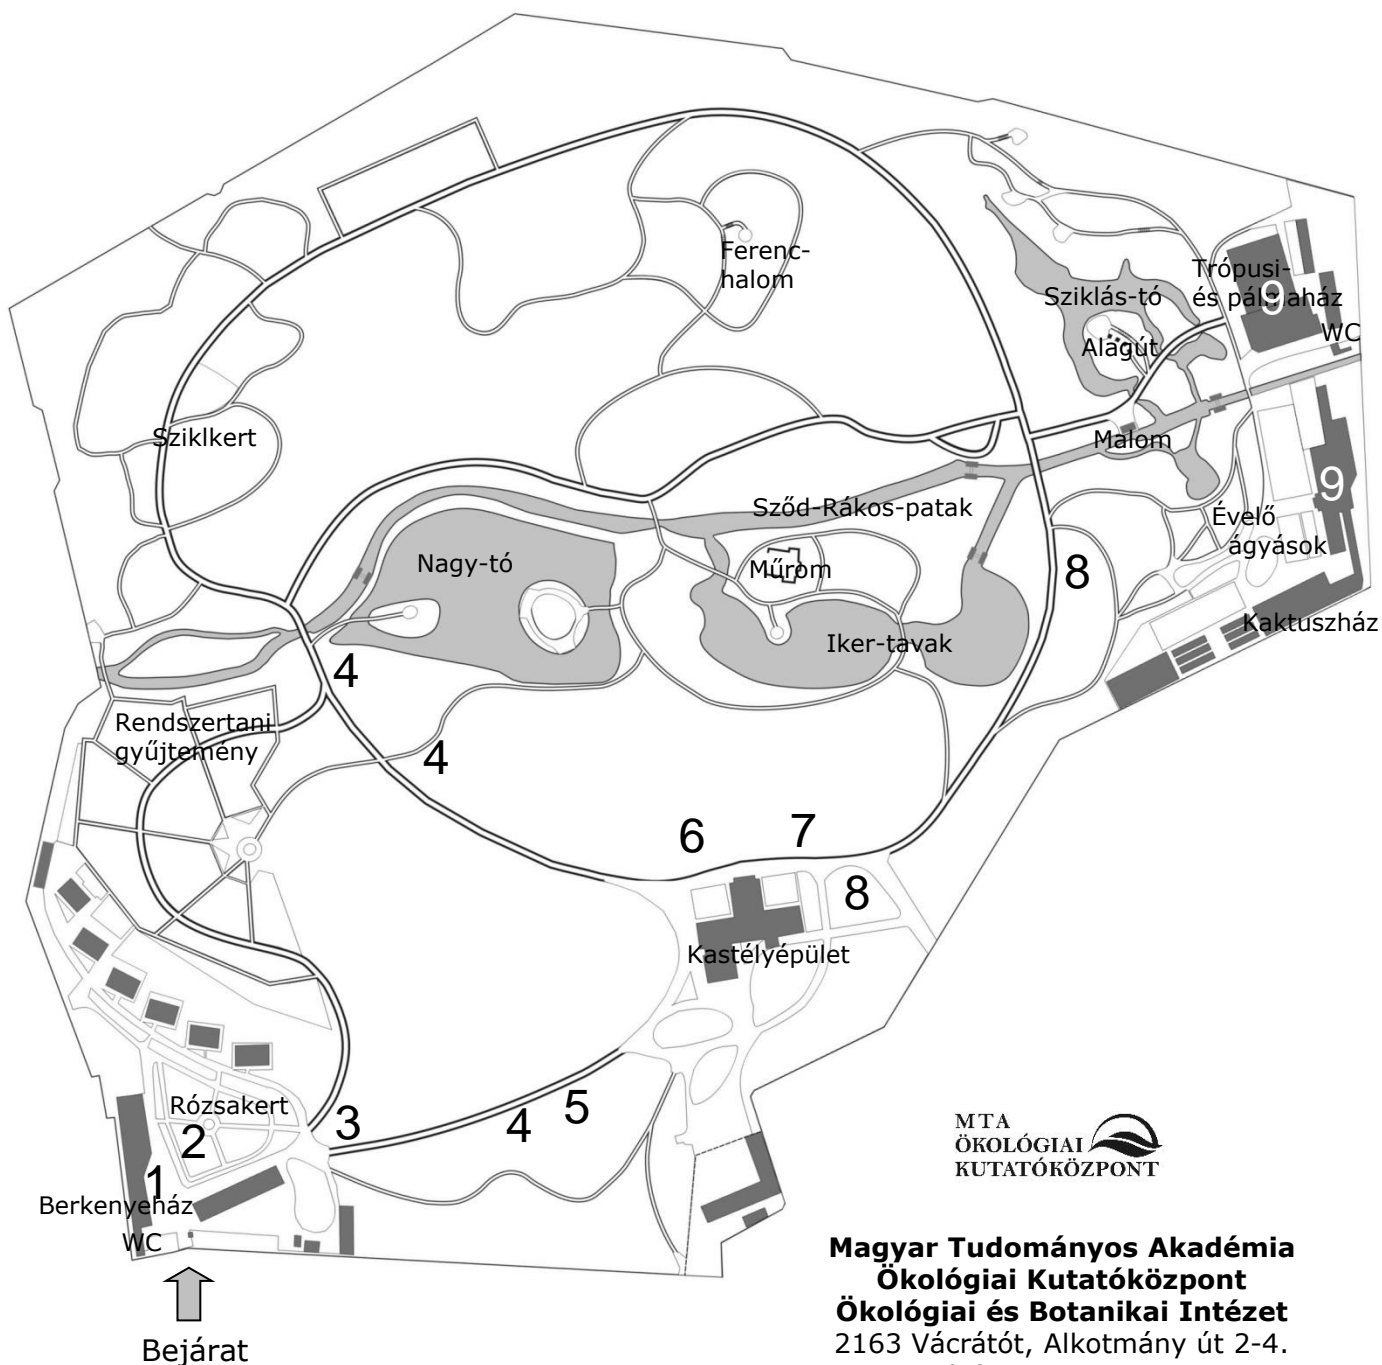 Ferenc-
halom
Trópusi-
és pálmaház
9
Sziklás-tó
WC
Alagút
Sziklkert
Malom
9
Sződ-Rákos-patak
Évelő
ágyások
Nagy-tó
Műrom
8
Kaktuszház
Iker-tavak
4
Rendszertani
gyűjtemény
4
6
7
8
Kastélyépület
Rózsakert
3
4
5
2
1
Berkenyeház
WC
Bejárat
MTA
ÖKOLÓGIAI
KUTATÓKÖZPONT
Magyar Tudományos Akadémia
Ökológiai Kutatóközpont
Ökológiai és Botanikai Intézet
2163 Vácrátót, Alkotmány út 2-4.